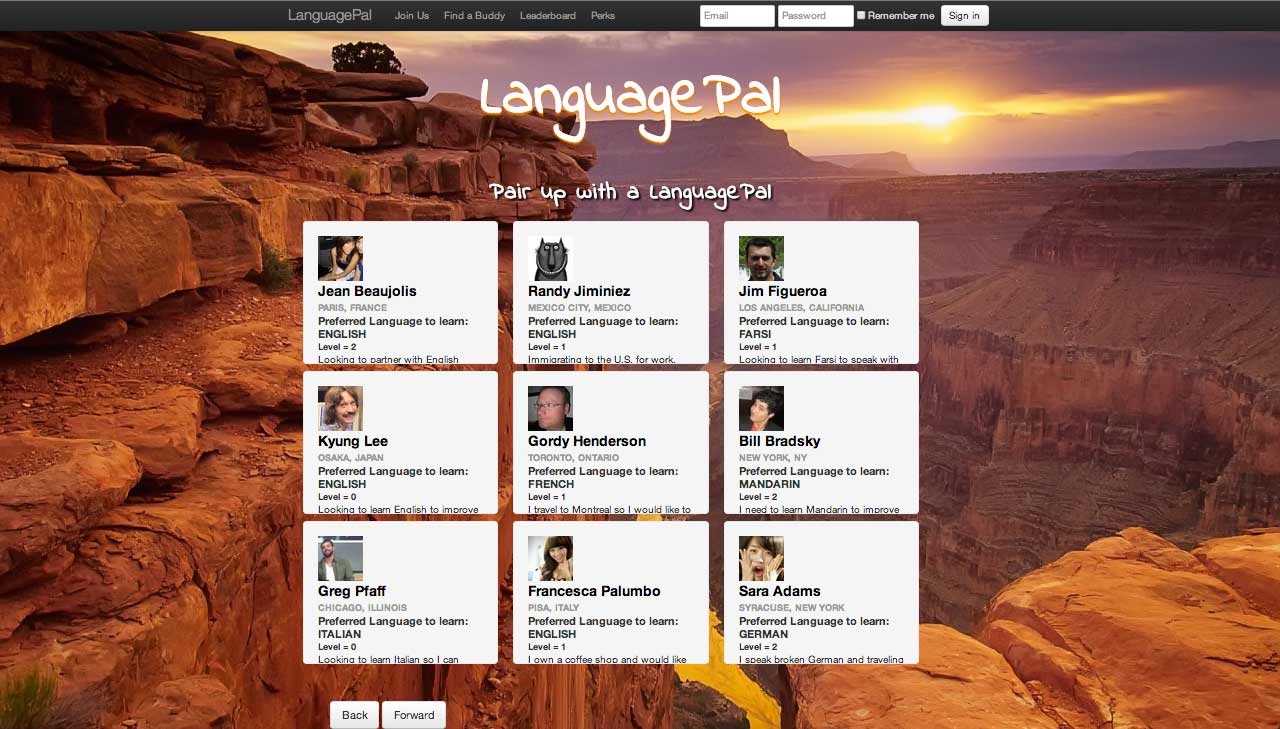 LanguagePal Join Us Find a Buddy Leaderboard Perks Email Password Remember me Sign in
LanguagePal
Pair up with a LanguagePal
Jean Beaujolis
PARIS, FRANCE
Preferred Language to learn:
ENGLISH
Level = 2
Looking to partner with English
Randy Jiminiez
MEXICO CITY, MEXICO
Preferred Language to learn:
ENGLISH
Level = 1
Immigrating to the U.S. for work.
Jim Figueroa
LOS ANGELES, CALIFORNIA
Preferred Language to learn:
FARSI
Level = 1
Looking to learn Farsi to speak with
Kyung Lee
OSAKA, JAPAN
Preferred Language to learn:
ENGLISH
Level = 0
Looking to learn English to improve
Gordy Henderson
TORONTO, ONTARIO
Preferred Language to learn:
FRENCH
Level = 1
I travel to Montreal so I would like to
Bill Bradsky
NEW YORK, NY
Preferred Language to learn:
MANDARIN
Level = 2
I need to learn Mandarin to improve
Greg Pfaff
CHICAGO, ILLINOIS
Preferred Language to learn:
ITALIAN
Level = 0
Looking to learn Italian so I can
Francesca Palumbo
PISA, ITALY
Preferred Language to learn:
ENGLISH
Level = 1
I own a coffee shop and would like
Sara Adams
SYRACUSE, NEW YORK
Preferred Language to learn:
GERMAN
Level = 2
I speak broken German and traveling
Back Forward